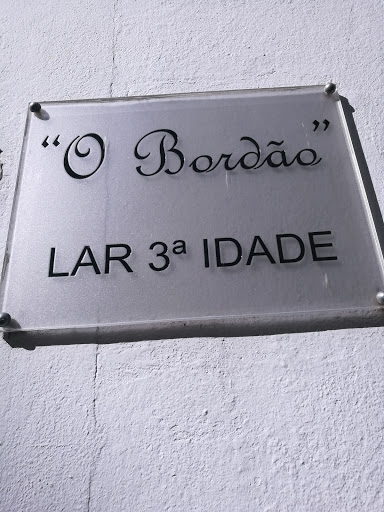 “O Bordão”
LAR 3ª IDADE